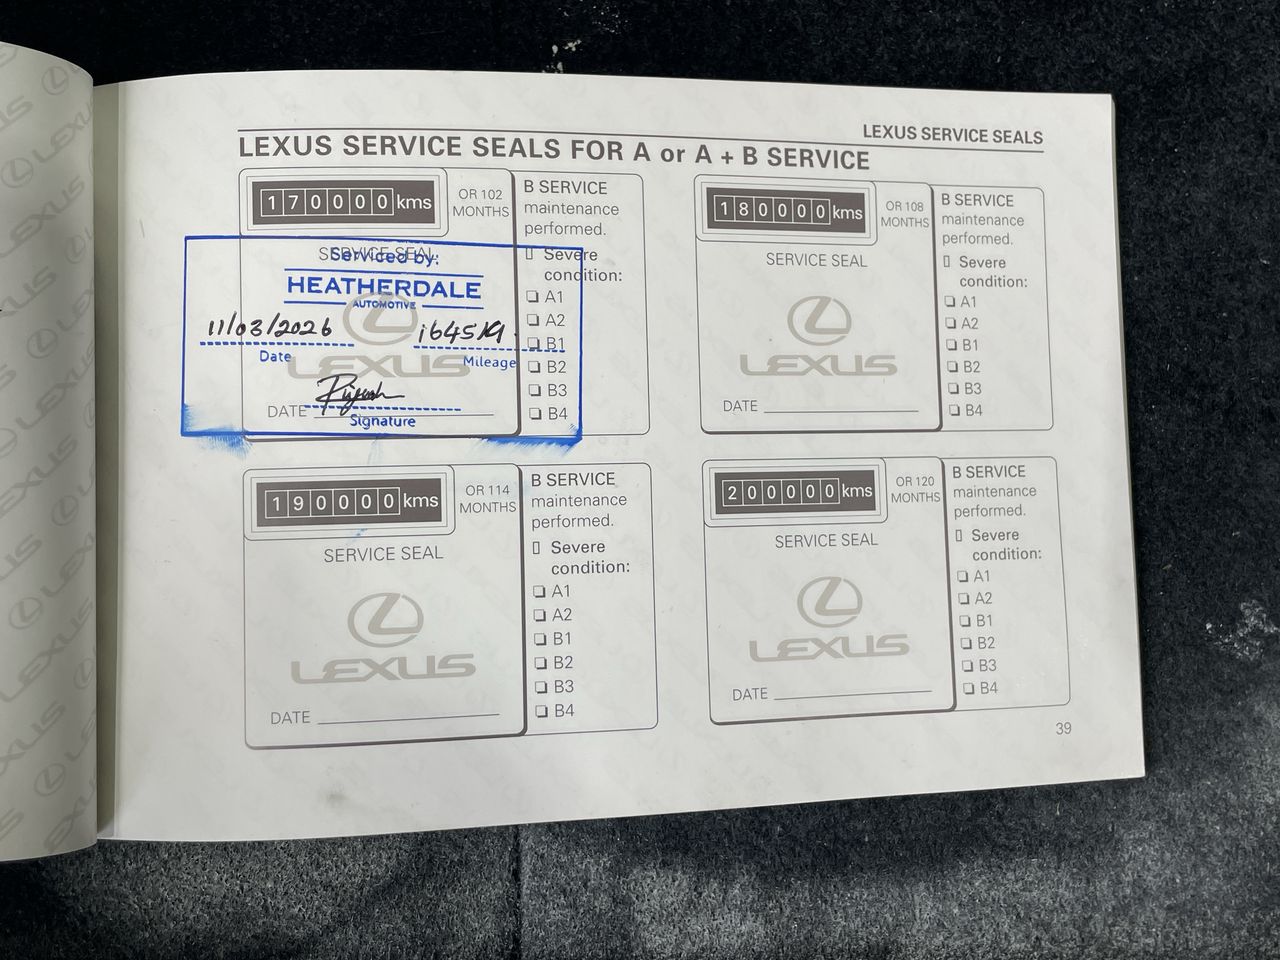 LEXUS SERVICE SEALS
LEXUS SERVICE SEALS FOR A or A + B SERVICE
170000 kms
OR 102
MONTHS
SERVICE SEAL
Serviced by:
HEATHERDALE
AUTOMOTIVE
11/03/2026
Date
Mileage
LEXUS
DATE
Signature
B SERVICE
maintenance
performed.
Severe
condition:
A1
A2
B1
B2
B3
B4
180000 kms
OR 108
MONTHS
SERVICE SEAL
LEXUS
DATE
B SERVICE
maintenance
performed.
Severe
condition:
A1
A2
B1
B2
B3
B4
190000 kms
OR 114
MONTHS
SERVICE SEAL
LEXUS
DATE
B SERVICE
maintenance
performed.
Severe
condition:
A1
A2
B1
B2
B3
B4
200000 kms
OR 120
MONTHS
SERVICE SEAL
LEXUS
DATE
B SERVICE
maintenance
performed.
Severe
condition:
A1
A2
B1
B2
B3
B4
39